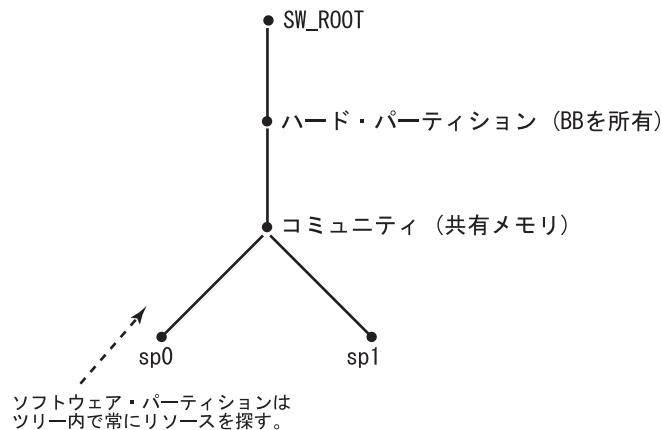 SW_ROOT
ハード・パーティション（BBを所有）
コミュニティ（共有メモリ）
sp0
sp1
ソフトウェア・パーティションは
ツリー内で常にリソースを探す。